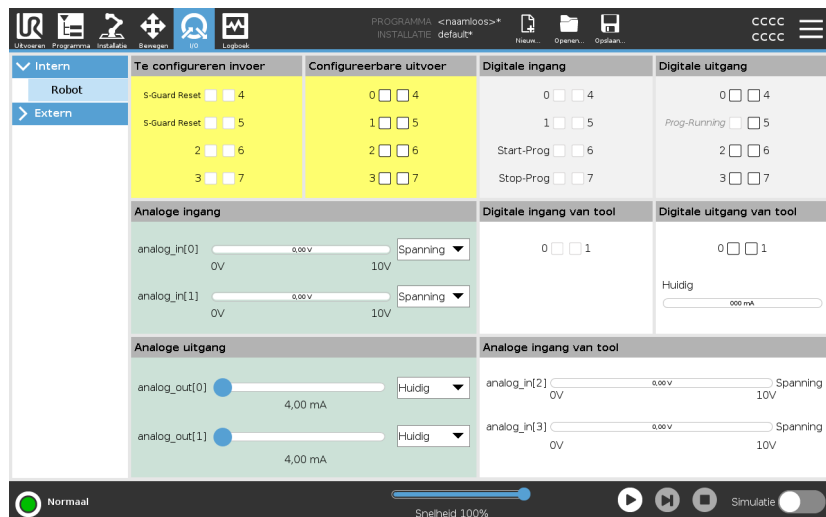 UR
Uitvoeren Programma Installatie Bewegen I/O Logboek
PROGRAMMA <naamloos>*
INSTALLATIE default*
Nieuw... Openen... Opslaan...
CCCC
CCCC
Intern
Robot
Extern
Te configureren invoer
S-Guard Reset 4
S-Guard Reset 5
2 6
3 7
Configureerbare uitvoer
0 4
1 5
2 6
3 7
Digitale ingang
0 4
1 5
Start-Prog 6
Stop-Prog 7
Digitale uitgang
0 4
Prog-Running 5
2 6
3 7
Analoge ingang
analog_in[0] 0,00 V Spanning
0V 10V
analog_in[1] 0,00 V Spanning
0V 10V
Digitale ingang van tool
0 1
Digitale uitgang van tool
0 1
Huidig
000 mA
Analoge uitgang
analog_out[0] Huidig
4,00 mA
analog_out[1] Huidig
4,00 mA
Analoge ingang van tool
analog_in[2] 0,00 V Spanning
0V 10V
analog_in[3] 0,00 V Spanning
0V 10V
Normaal
Snelheid 100%
Simulatie